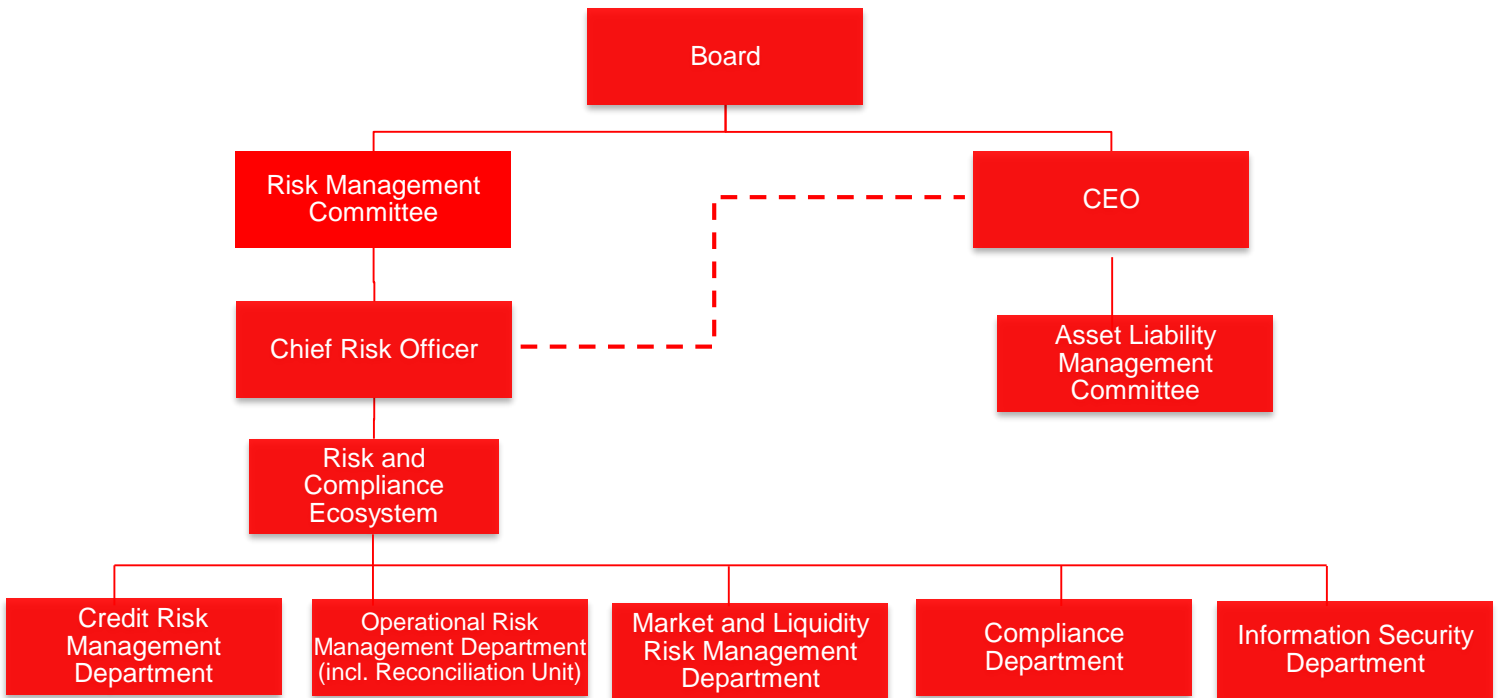 Board
Risk Management
Committee
CEO
Chief Risk Officer
Asset Liability
Management
Committee
Risk and
Compliance
Ecosystem
Credit Risk
Management
Department
Operational Risk
Management Department
(incl. Reconciliation Unit)
Market and Liquidity
Risk Management
Department
Compliance
Department
Information Security
Department